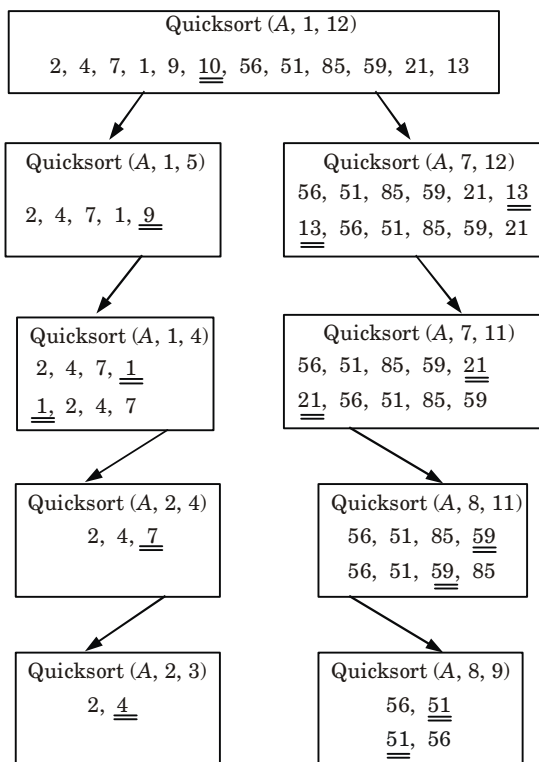 Quicksort (A, 1, 12)
2, 4, 7, 1, 9, 10, 56, 51, 85, 59, 21, 13
Quicksort (A, 1, 5)
2, 4, 7, 1, 9
Quicksort (A, 7, 12)
56, 51, 85, 59, 21, 13
13, 56, 51, 85, 59, 21
Quicksort (A, 1, 4)
2, 4, 7, 1
1, 2, 4, 7
Quicksort (A, 7, 11)
56, 51, 85, 59, 21
21, 56, 51, 85, 59
Quicksort (A, 2, 4)
2, 4, 7
Quicksort (A, 8, 11)
56, 51, 85, 59
56, 51, 59, 85
Quicksort (A, 2, 3)
2, 4
Quicksort (A, 8, 9)
56, 51
51, 56